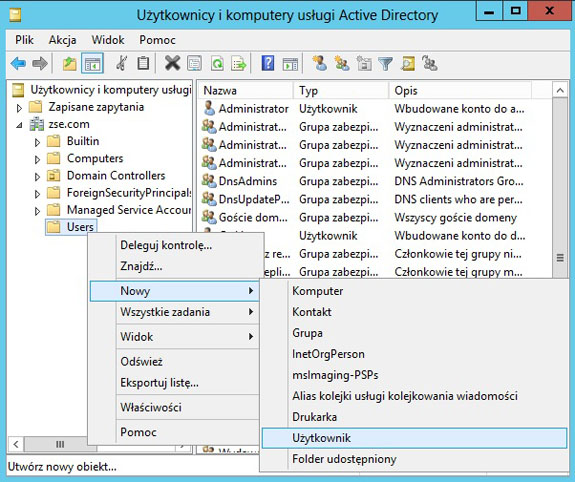 Użytkownicy i komputery usługi Active Directory
Plik Akcja Widok Pomoc
Użytkownicy i komputery usługi
Zapisane zapytania
zse.com
Builtin
Computers
Domain Controllers
ForeignSecurityPrincipals
Managed Service Accour
Users
Nazwa Typ Opis
Administrator Użytkownik Wbudowane konto do a...
Administrat... Grupa zabezpi... Wyznaczeni administrat...
Administrat... Grupa zabezpi... Wyznaczeni administrat...
Administrat... Grupa zabezpi... Wyznaczeni administrat...
DnsAdmins Grupa zabezpi... DNS Administrators Gro...
DnsUpdateP... Grupa zabezpi... DNS clients who are per...
Goście dom... Grupa zabezpi... Wszyscy goście domeny
Użytkownik Wbudowane konto do d...
z re... Grupa zabezpi... Członkowie tej grupy ni...
epli... Grupa zabezpi... Członkowie tej grupy m...
Deleguj kontrolę...
Znajdź...
Nowy
Wszystkie zadania
Widok
Odśwież
Eksportuj listę...
Właściwości
Pomoc
Komputer
Kontakt
Grupa
InetOrgPerson
msImaging-PSPs
Alias kolejki usługi kolejkowania wiadomości
Drukarka
Użytkownik
Folder udostępniony
Utwórz nowy obiekt...